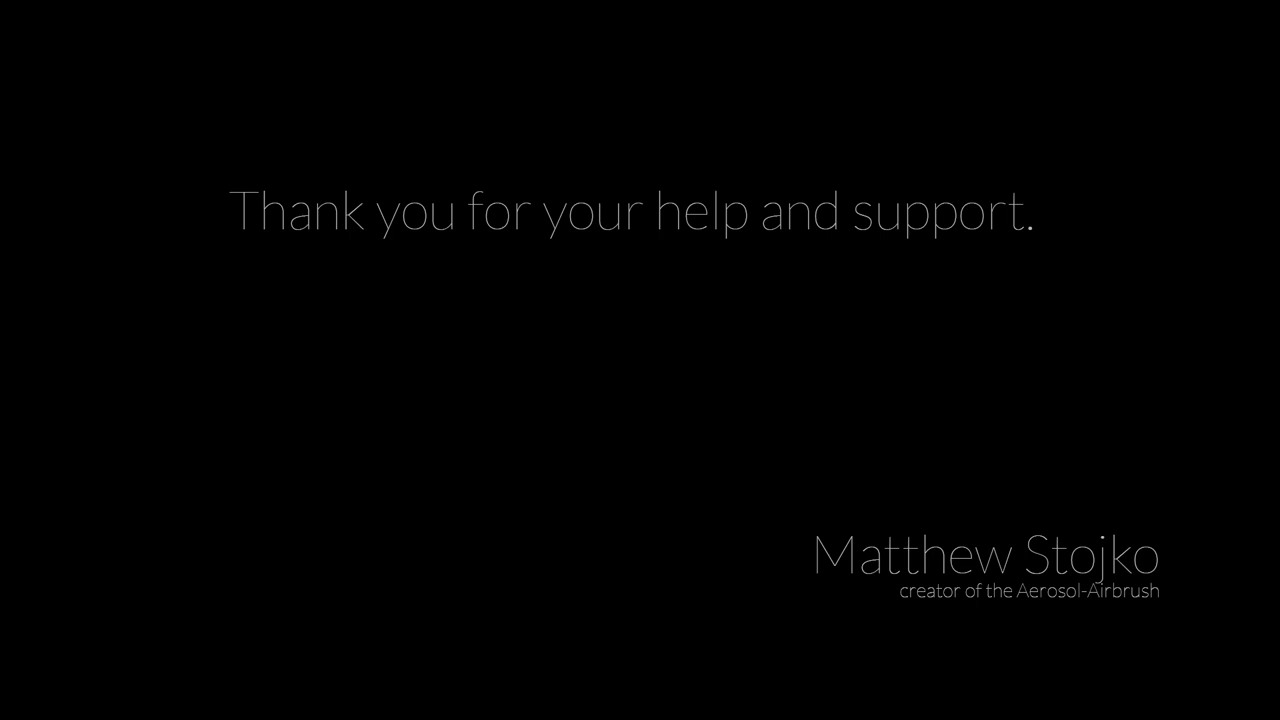 Thank you for your help and support.
Matthew Stojko
creator of the Aerosol-Airbrush